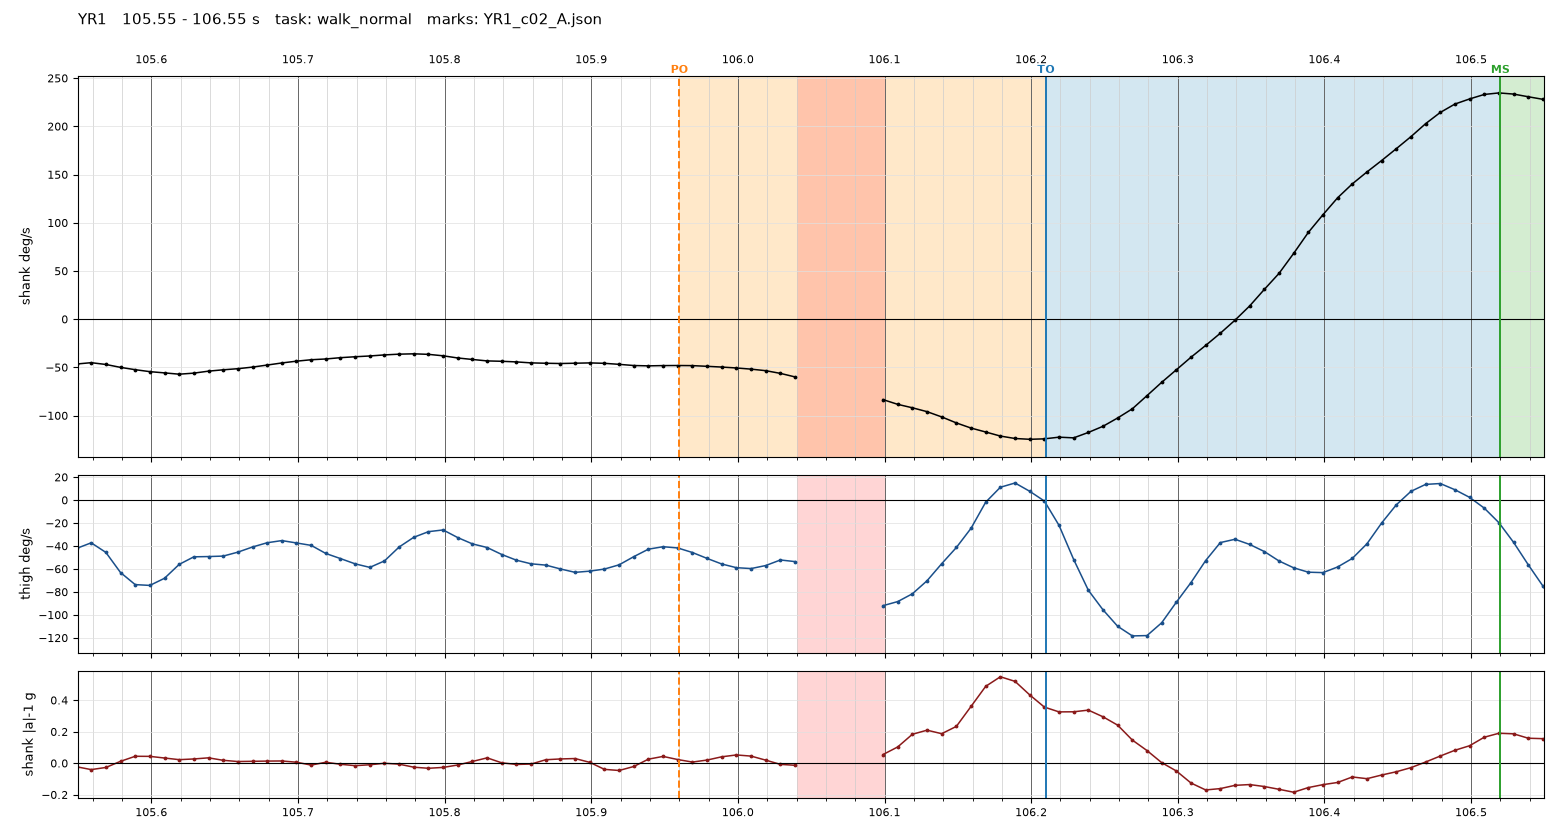 YR1   105.55 - 106.55 s   task: walk_normal   marks: YR1_c02_A.json
105.6 105.7 105.8 105.9 106.0 106.1 106.2 106.3 106.4 106.5
PO TO MS
250
200
150
100
50
0
−50
−100
shank deg/s
20
0
−20
−40
−60
−80
−100
−120
thigh deg/s
0.4
0.2
0.0
−0.2
shank |a|-1 g
105.6 105.7 105.8 105.9 106.0 106.1 106.2 106.3 106.4 106.5